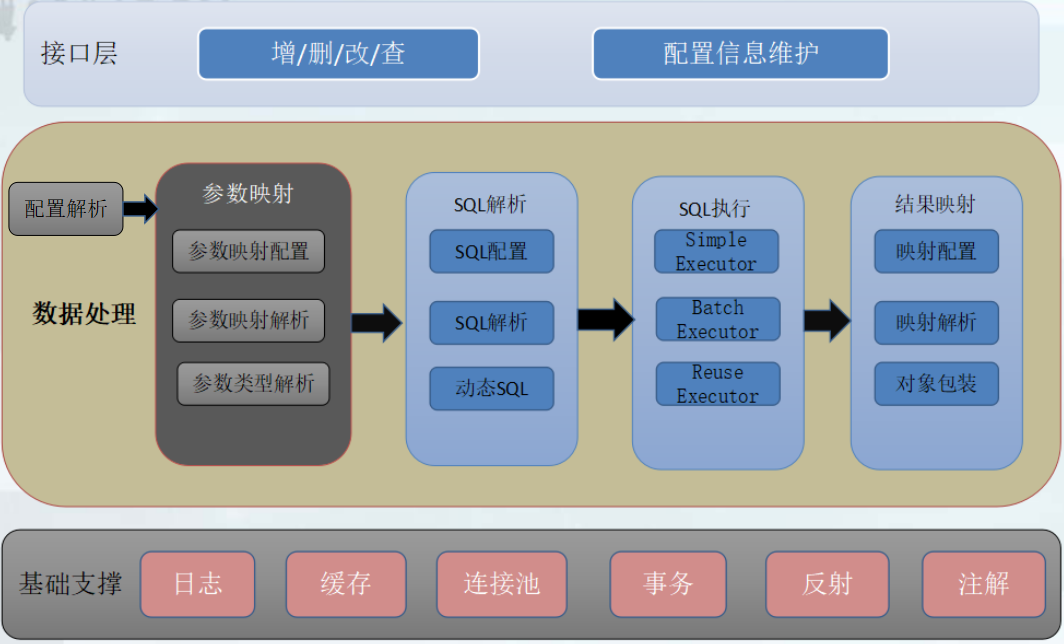 接口层
增/删/改/查
配置信息维护
配置解析
数据处理
参数映射
参数映射配置
参数映射解析
参数类型解析
SQL解析
SQL配置
SQL解析
动态SQL
SQL执行
Simple
Executor
Batch
Executor
Reuse
Executor
结果映射
映射配置
映射解析
对象包装
基础支撑
日志
缓存
连接池
事务
反射
注解